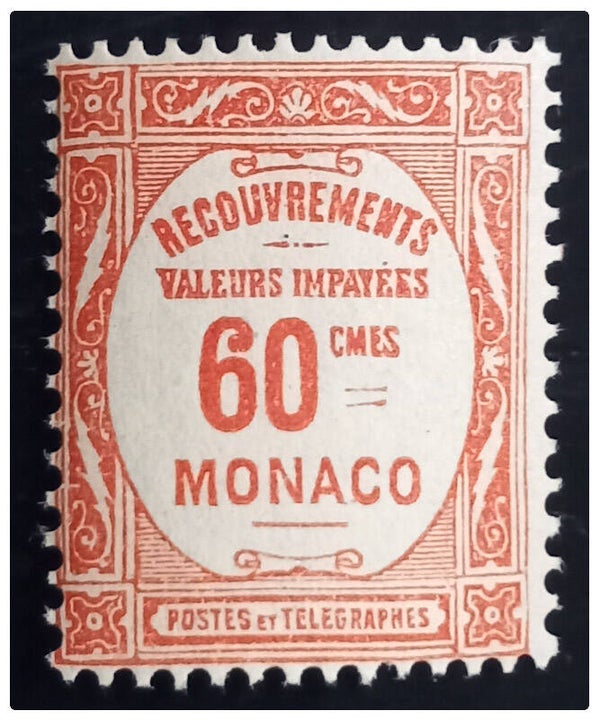 RECOUVREMENTS
VALEURS IMPAYÉES
60 CMES
MONACO
POSTES ET TELEGRAPHES